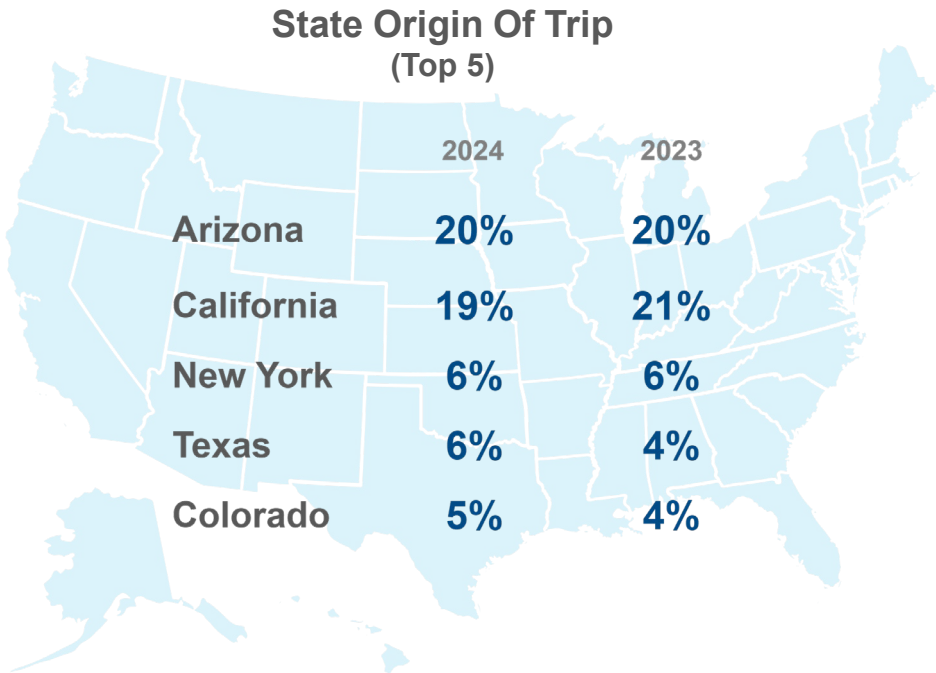 State Origin Of Trip
(Top 5)
2024 2023
Arizona 20% 20%
California 19% 21%
New York 6% 6%
Texas 6% 4%
Colorado 5% 4%